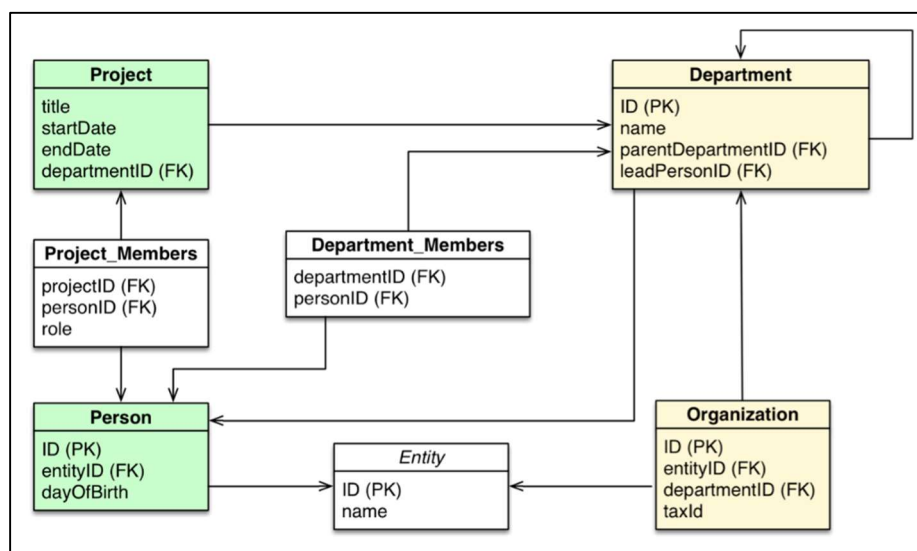 Project
title
startDate
endDate
departmentID (FK)
Department
ID (PK)
name
parentDepartmentID (FK)
leadPersonID (FK)
Project_Members
projectID (FK)
personID (FK)
role
Department_Members
departmentID (FK)
personID (FK)
Person
ID (PK)
entityID (FK)
dayOfBirth
Entity
ID (PK)
name
Organization
ID (PK)
entityID (FK)
departmentID (FK)
taxId